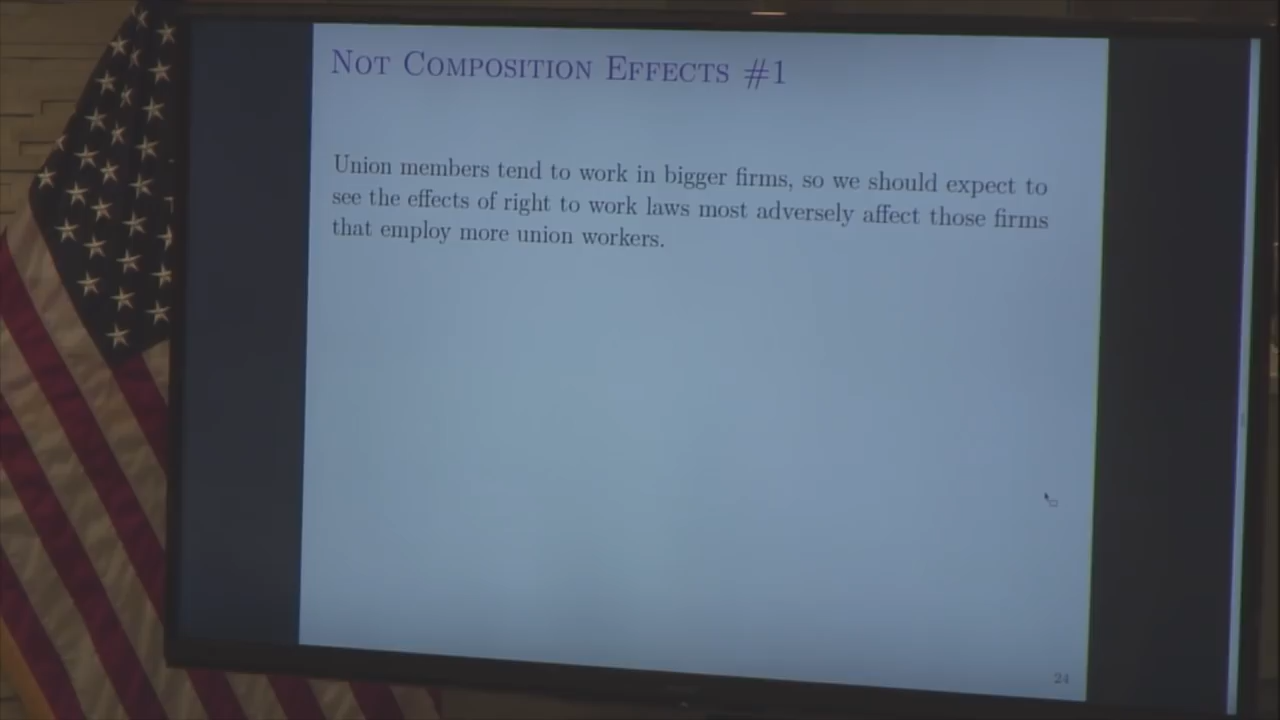 NOT COMPOSITION EFFECTS #1
Union members tend to work in bigger firms, so we should expect to
see the effects of right to work laws most adversely affect those firms
that employ more union workers.
24